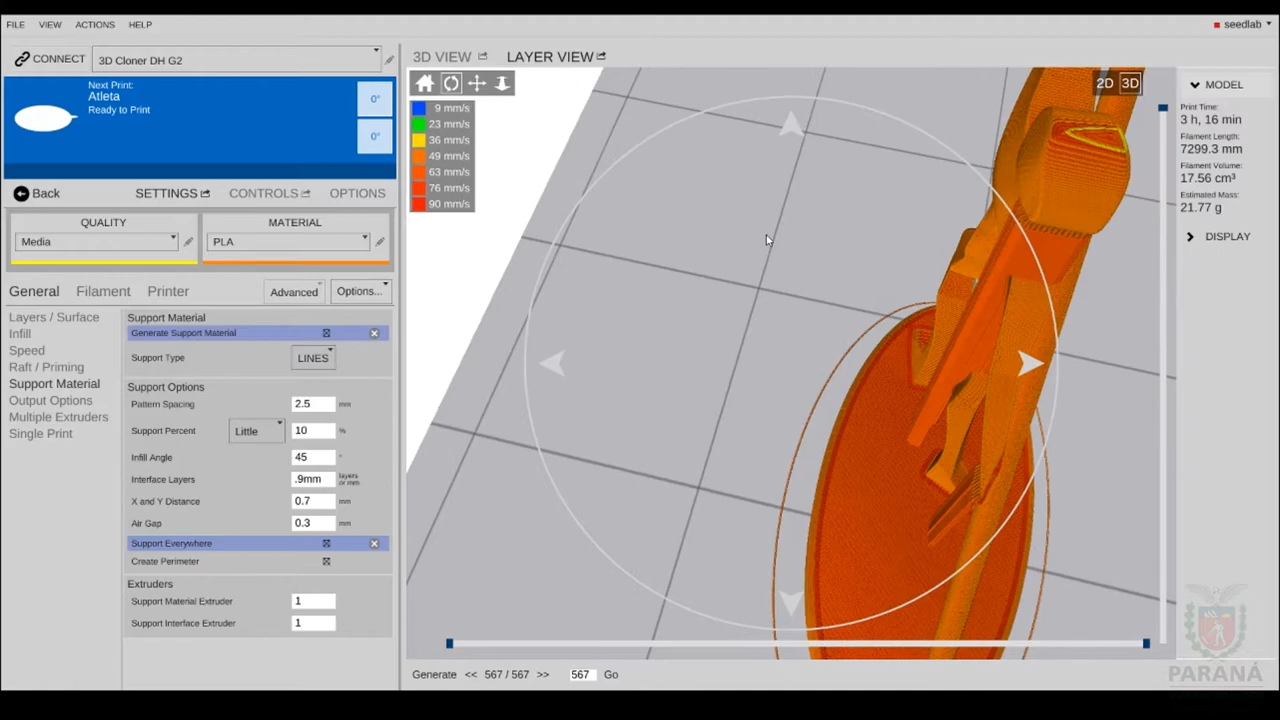 FILE VIEW ACTIONS HELP
seedlab
CONNECT 3D Cloner DH G2
Next Print:
Atleta
Ready to Print
0°
0°
Back SETTINGS CONTROLS OPTIONS
QUALITY MATERIAL
Media PLA
General Filament Printer Advanced Options...
Layers / Surface
Infill
Speed
Raft / Priming
Support Material
Output Options
Multiple Extruders
Single Print
Support Material
Generate Support Material
Support Type LINES
Support Options
Pattern Spacing 2.5 mm
Support Percent Little 10 %
Infill Angle 45 °
Interface Layers .9mm layers or mm
X and Y Distance 0.7 mm
Air Gap 0.3 mm
Support Everywhere
Create Perimeter
Extruders
Support Material Extruder 1
Support Interface Extruder 1
3D VIEW LAYER VIEW
2D 3D
9 mm/s
23 mm/s
36 mm/s
49 mm/s
63 mm/s
76 mm/s
90 mm/s
Generate << 567 / 567 >> 567 Go
MODEL
Print Time:
3 h, 16 min
Filament Length:
7299.3 mm
Filament Volume:
17.56 cm³
Estimated Mass:
21.77 g
DISPLAY
PARANÁ